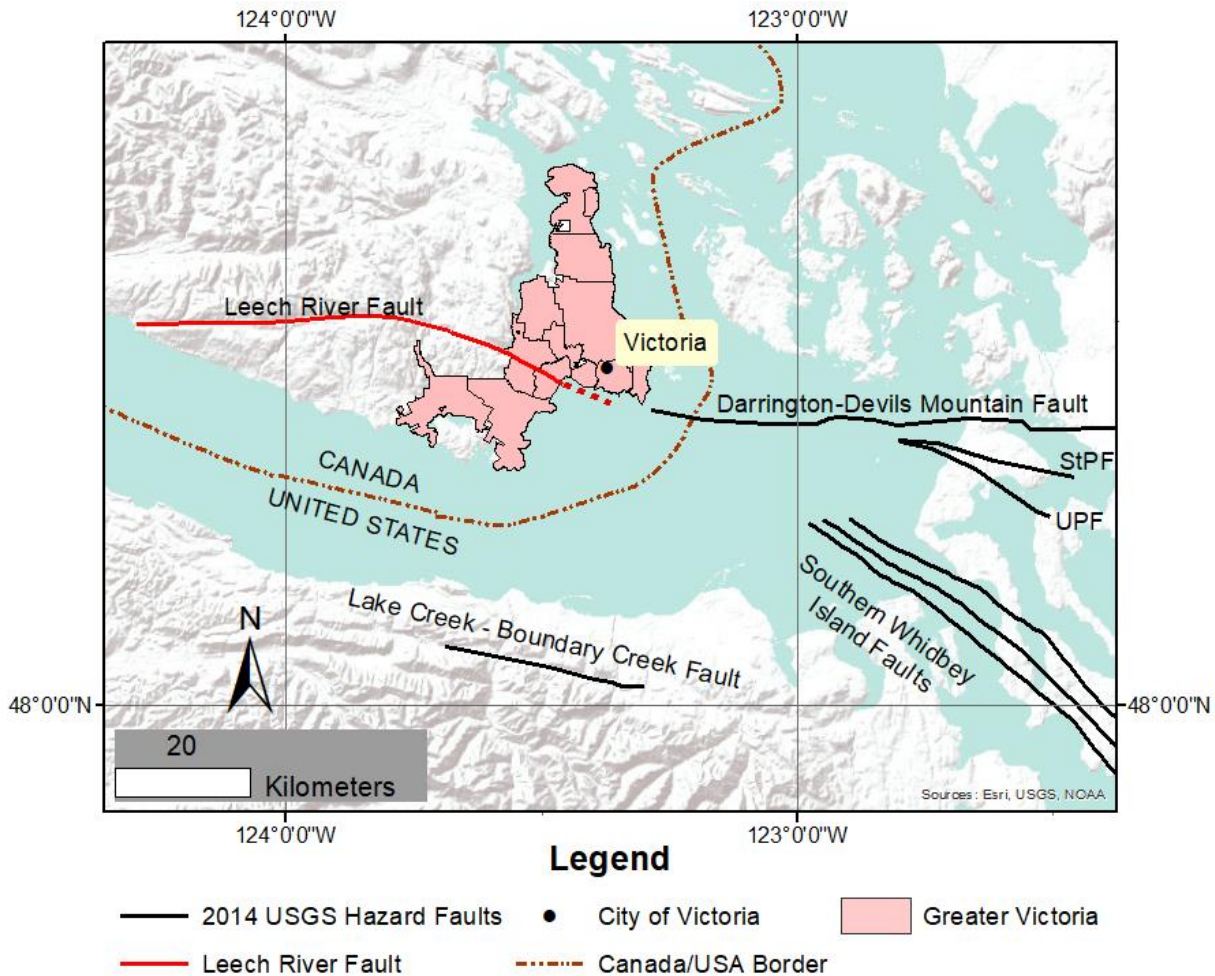 124°0'0"W
123°0'0"W
Leech River Fault
Victoria
Darrington-Devils Mountain Fault
StPF
UPF
CANADA
UNITED STATES
Southern Whidbey
Island Faults
Lake Creek - Boundary Creek Fault
N
48°0'0"N
48°0'0"N
20
Kilometers
Sources: Esri, USGS, NOAA
124°0'0"W
123°0'0"W
Legend
2014 USGS Hazard Faults
City of Victoria
Greater Victoria
Leech River Fault
Canada/USA Border